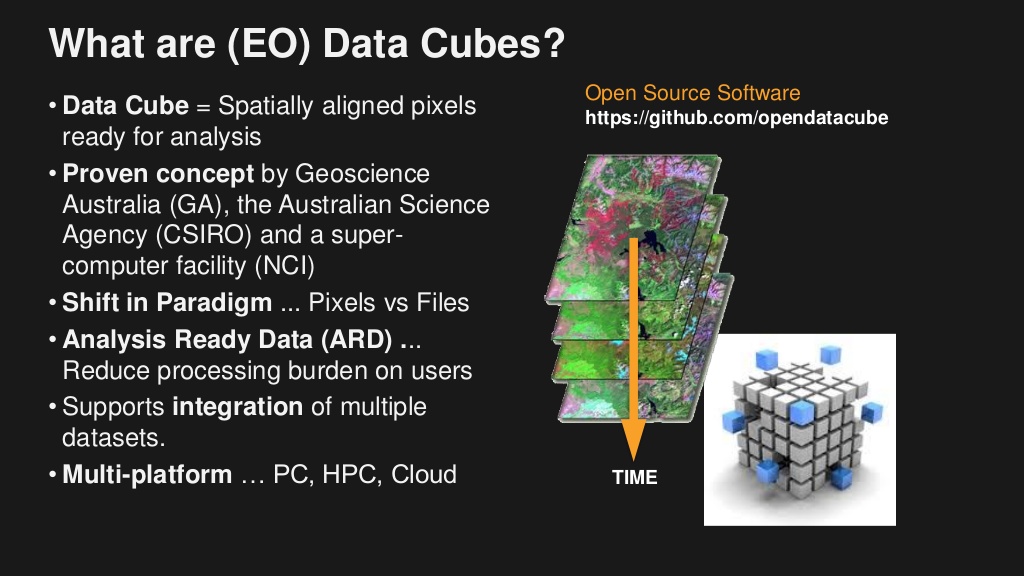 What are (EO) Data Cubes?
• Data Cube = Spatially aligned pixels
ready for analysis
• Proven concept by Geoscience
Australia (GA), the Australian Science
Agency (CSIRO) and a super-
computer facility (NCI)
• Shift in Paradigm ... Pixels vs Files
• Analysis Ready Data (ARD) ...
Reduce processing burden on users
• Supports integration of multiple
datasets.
• Multi-platform … PC, HPC, Cloud
Open Source Software
https://github.com/opendatacube
TIME